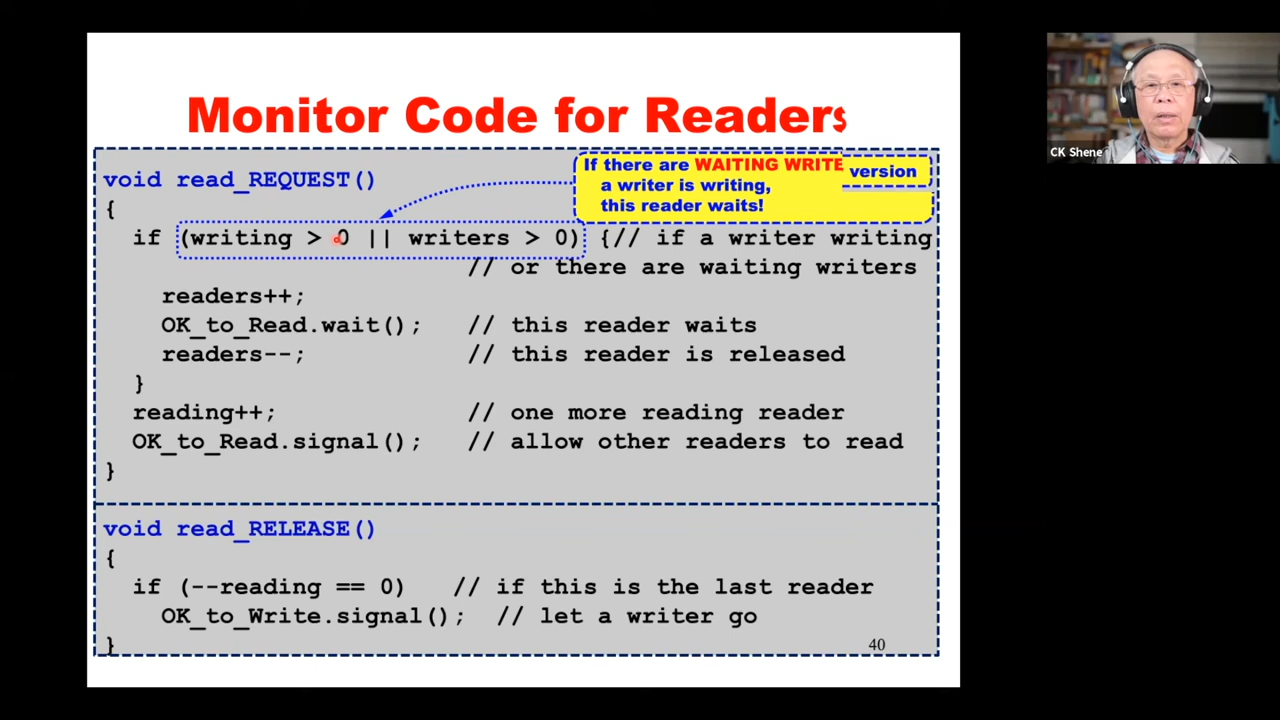 Monitor Code for Readers
If there are WAITING WRITE
a writer is writing,
this reader waits!
version
void read_REQUEST()
{
if (writing > 0 || writers > 0) {// if a writer writing
// or there are waiting writers
readers++;
OK_to_Read.wait(); // this reader waits
readers--; // this reader is released
}
reading++; // one more reading reader
OK_to_Read.signal(); // allow other readers to read
}
void read_RELEASE()
{
if (--reading == 0) // if this is the last reader
OK_to_Write.signal(); // let a writer go
}
40
CK Shene